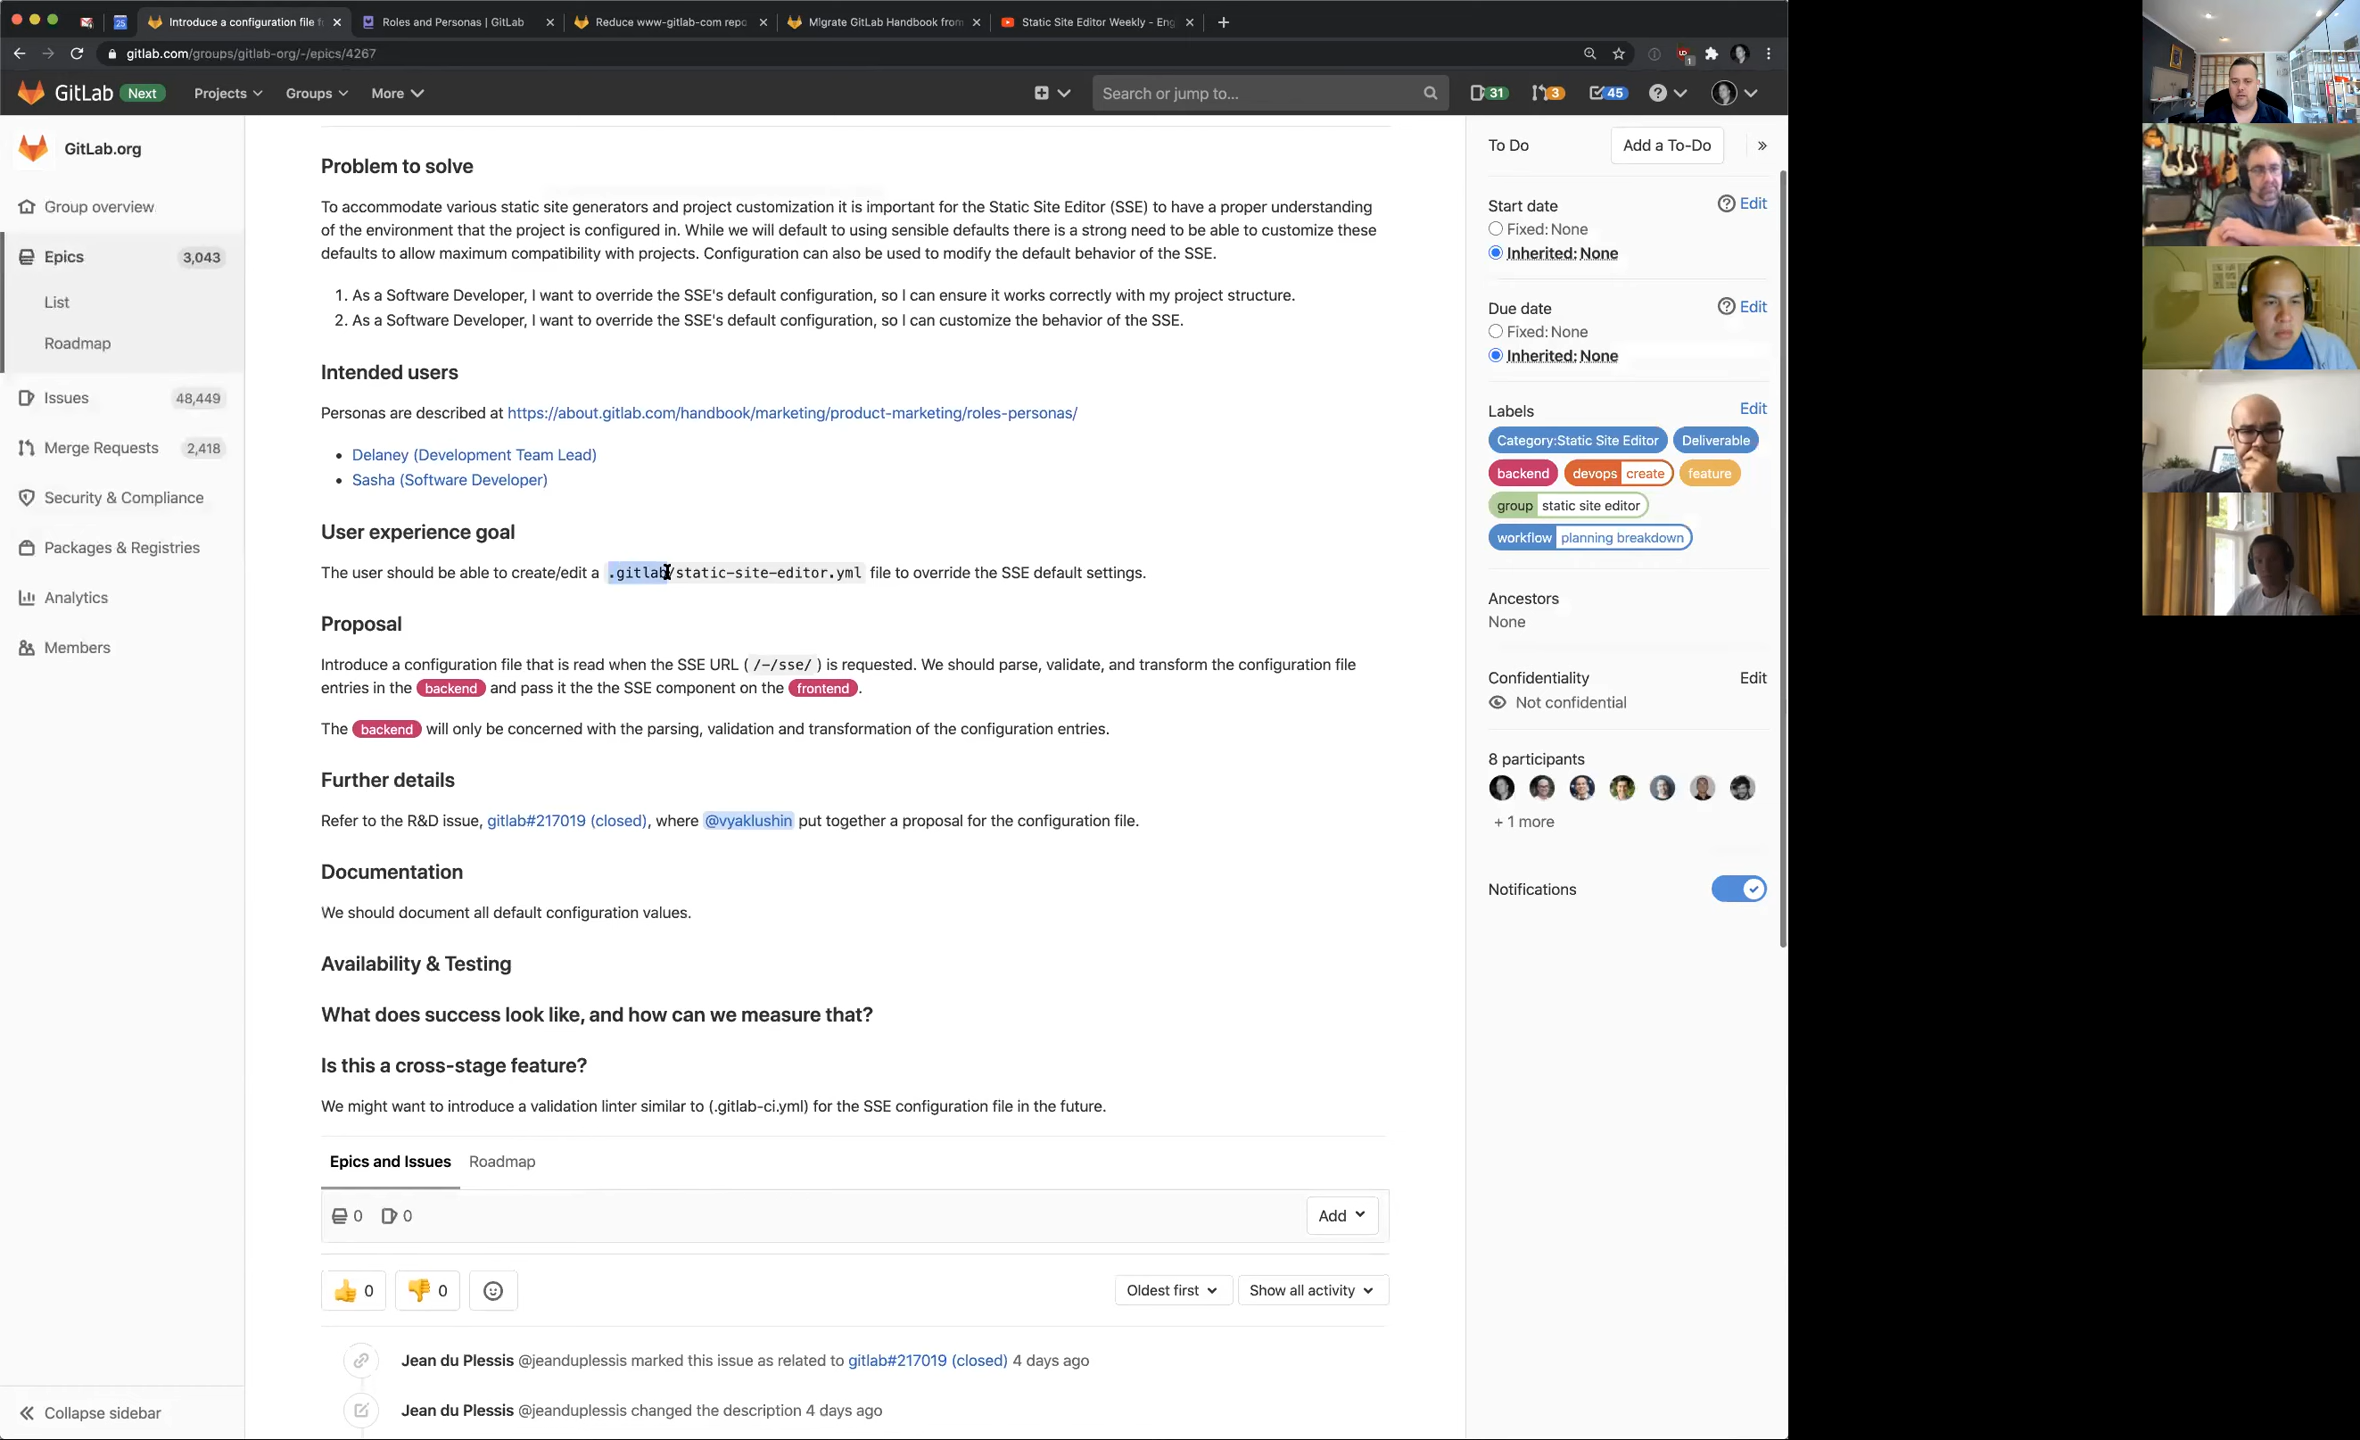 Introduce a configuration file f
Roles and Personas | GitLab
Reduce www-gitlab-com repo
Migrate GitLab Handbook from
Static Site Editor Weekly - Eng
gitlab.com/groups/gitlab-org/-/epics/4267
GitLab Next Projects Groups More Search or jump to... 31 3 45
GitLab.org
Group overview
Epics 3,043
List
Roadmap
Issues 48,449
Merge Requests 2,418
Security & Compliance
Packages & Registries
Analytics
Members
Collapse sidebar
Problem to solve
To accommodate various static site generators and project customization it is important for the Static Site Editor (SSE) to have a proper understanding
of the environment that the project is configured in. While we will default to using sensible defaults there is a strong need to be able to customize these
defaults to allow maximum compatibility with projects. Configuration can also be used to modify the default behavior of the SSE.
1. As a Software Developer, I want to override the SSE's default configuration, so I can ensure it works correctly with my project structure.
2. As a Software Developer, I want to override the SSE's default configuration, so I can customize the behavior of the SSE.
Intended users
Personas are described at https://about.gitlab.com/handbook/marketing/product-marketing/roles-personas/
• Delaney (Development Team Lead)
• Sasha (Software Developer)
User experience goal
The user should be able to create/edit a .gitlab/static-site-editor.yml file to override the SSE default settings.
Proposal
Introduce a configuration file that is read when the SSE URL ( /-/sse/ ) is requested. We should parse, validate, and transform the configuration file
entries in the backend and pass it the the SSE component on the frontend.
The backend will only be concerned with the parsing, validation and transformation of the configuration entries.
Further details
Refer to the R&D issue, gitlab#217019 (closed), where @vyaklushin put together a proposal for the configuration file.
Documentation
We should document all default configuration values.
Availability & Testing
What does success look like, and how can we measure that?
Is this a cross-stage feature?
We might want to introduce a validation linter similar to (.gitlab-ci.yml) for the SSE configuration file in the future.
Epics and Issues Roadmap
0 0 Add
0 0 Oldest first Show all activity
Jean du Plessis @jeanduplessis marked this issue as related to gitlab#217019 (closed) 4 days ago
Jean du Plessis @jeanduplessis changed the description 4 days ago
To Do Add a To-Do
Start date Edit
Fixed: None
Inherited: None
Due date Edit
Fixed: None
Inherited: None
Labels Edit
Category:Static Site Editor Deliverable
backend devops create feature
group static site editor
workflow planning breakdown
Ancestors
None
Confidentiality Edit
Not confidential
8 participants
+ 1 more
Notifications